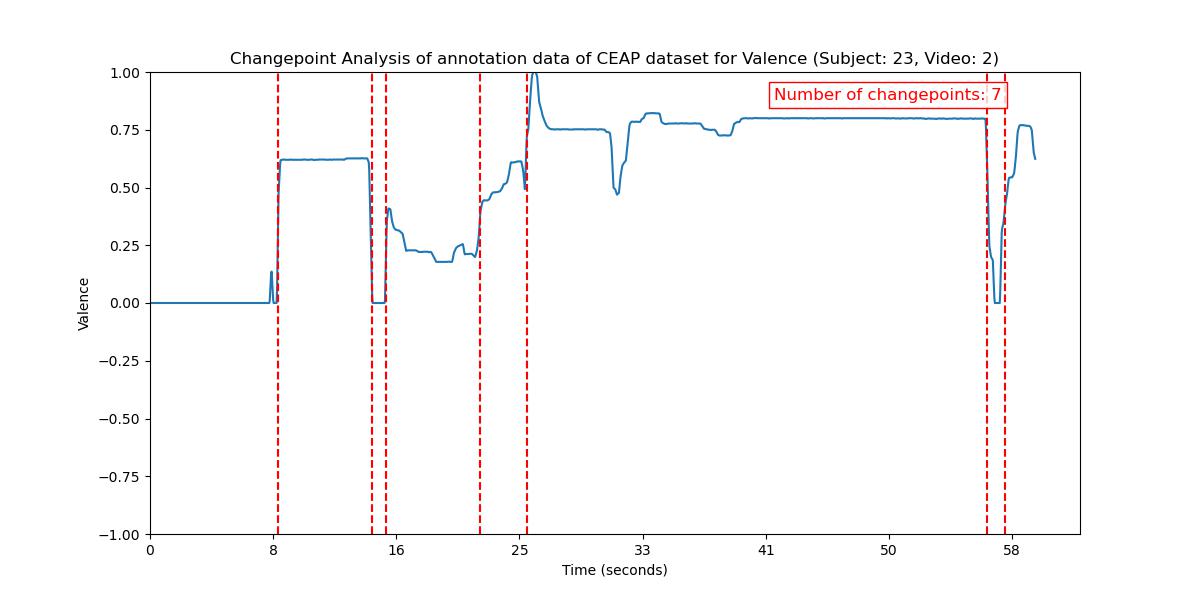 Changepoint Analysis of annotation data of CEAP dataset for Valence (Subject: 23, Video: 2)
Number of changepoints: 7
1.00
0.75
0.50
0.25
0.00
−0.25
−0.50
−0.75
−1.00
Valence
0 8 16 25 33 41 50 58
Time (seconds)